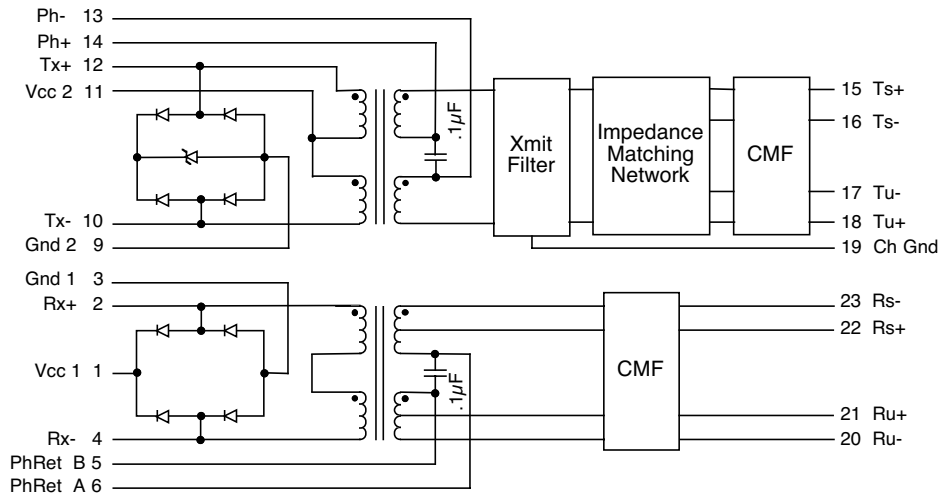 Ph- 13
Ph+ 14
Tx+ 12
Vcc 2 11
.1µF
Xmit
Filter
Impedance
Matching
Network
CMF
15 Ts+
16 Ts-
17 Tu-
18 Tu+
19 Ch Gnd
Tx- 10
Gnd 2 9
Gnd 1 3
Rx+ 2
Vcc 1 1
Rx- 4
PhRet B 5
PhRet A 6
.1µF
CMF
23 Rs-
22 Rs+
21 Ru+
20 Ru-